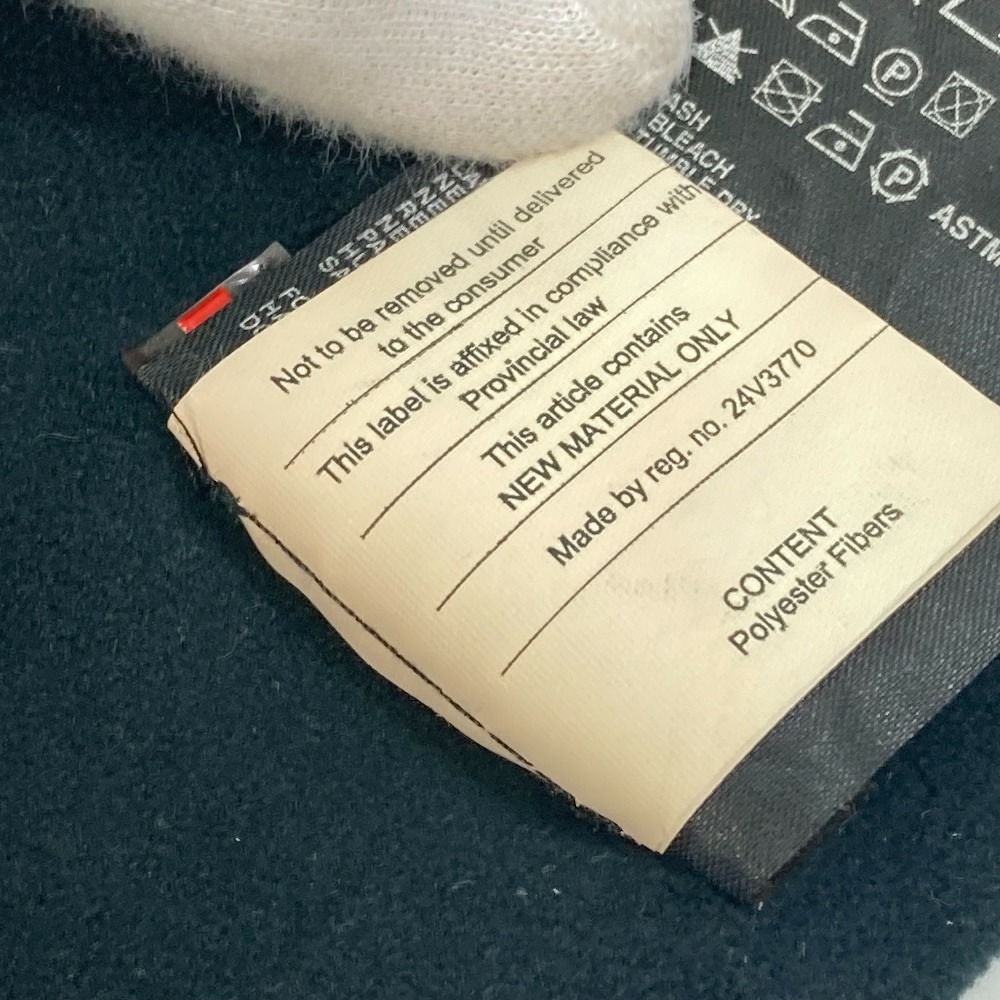 Not to be removed until delivered
to the consumer
This label is affixed in compliance with
Provincial law
This article contains
NEW MATERIAL ONLY
Made by reg. no. 24V3770
CONTENT
Polyester Fibers
BLEACH
TUMBLE DRY
P
P
ASTM